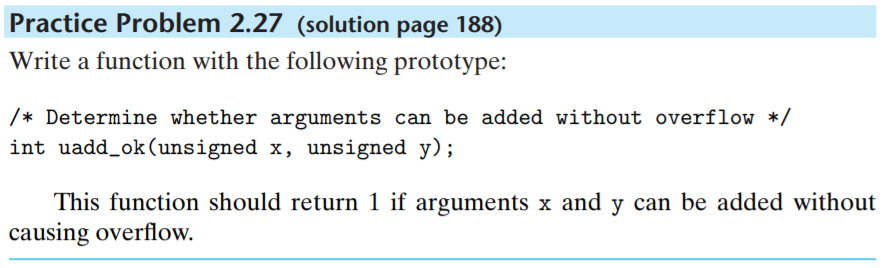 Practice Problem 2.27 (solution page 188)
Write a function with the following prototype:
/* Determine whether arguments can be added without overflow */
int uadd_ok(unsigned x, unsigned y);
This function should return 1 if arguments x and y can be added without
causing overflow.